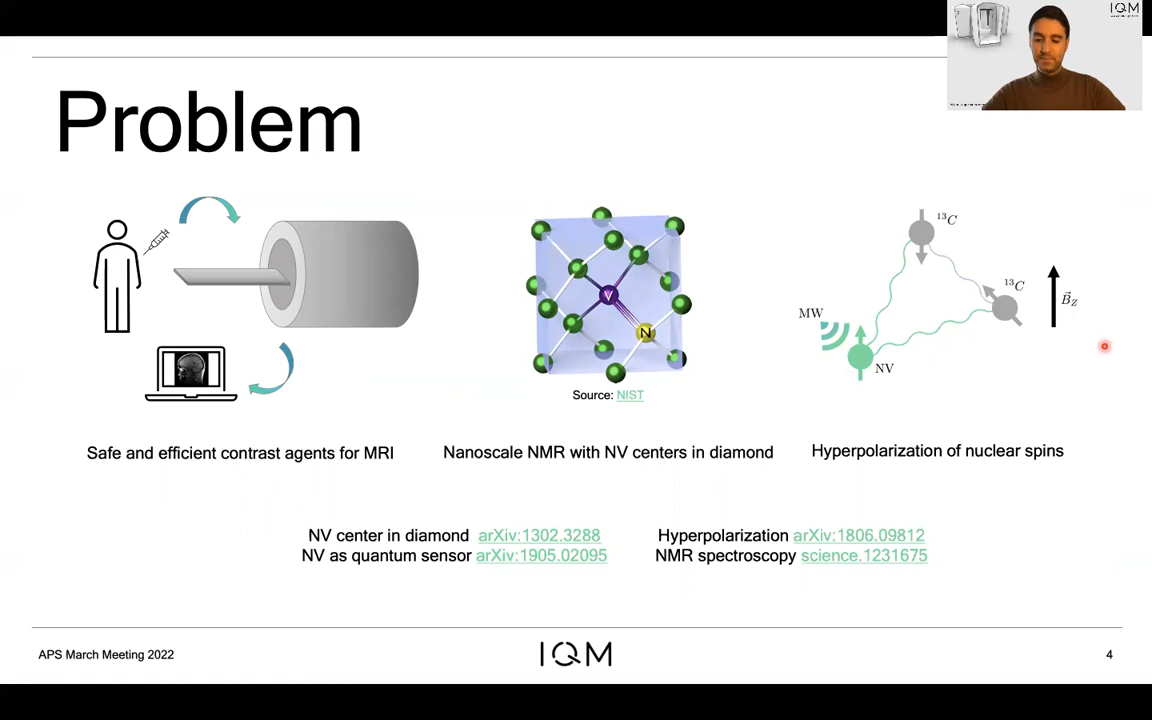 IQM
Problem
V
N
Source: NIST
¹³C
¹³C
MW
NV
B⃗_Z
Safe and efficient contrast agents for MRI
Nanoscale NMR with NV centers in diamond
Hyperpolarization of nuclear spins
NV center in diamond arXiv:1302.3288
NV as quantum sensor arXiv:1905.02095
Hyperpolarization arXiv:1806.09812
NMR spectroscopy science.1231675
APS March Meeting 2022
IQM
4